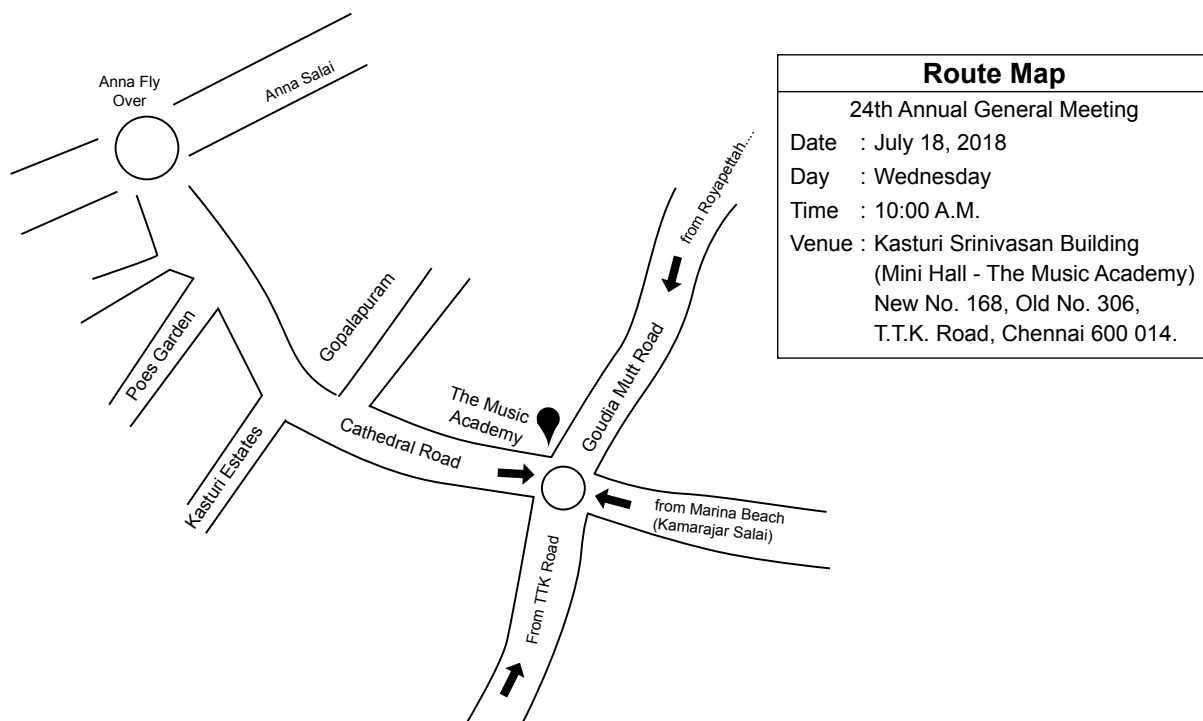 Anna Fly
Over
Anna Salai
Poes Garden
Kasturi Estates
Gopalapuram
Cathedral Road
The Music
Academy
Goudia Mutt Road
from Royapettah....
from Marina Beach
(Kamarajar Salai)
From TTK Road
Route Map
24th Annual General Meeting
Date : July 18, 2018
Day : Wednesday
Time : 10:00 A.M.
Venue : Kasturi Srinivasan Building
(Mini Hall - The Music Academy)
New No. 168, Old No. 306,
T.T.K. Road, Chennai 600 014.